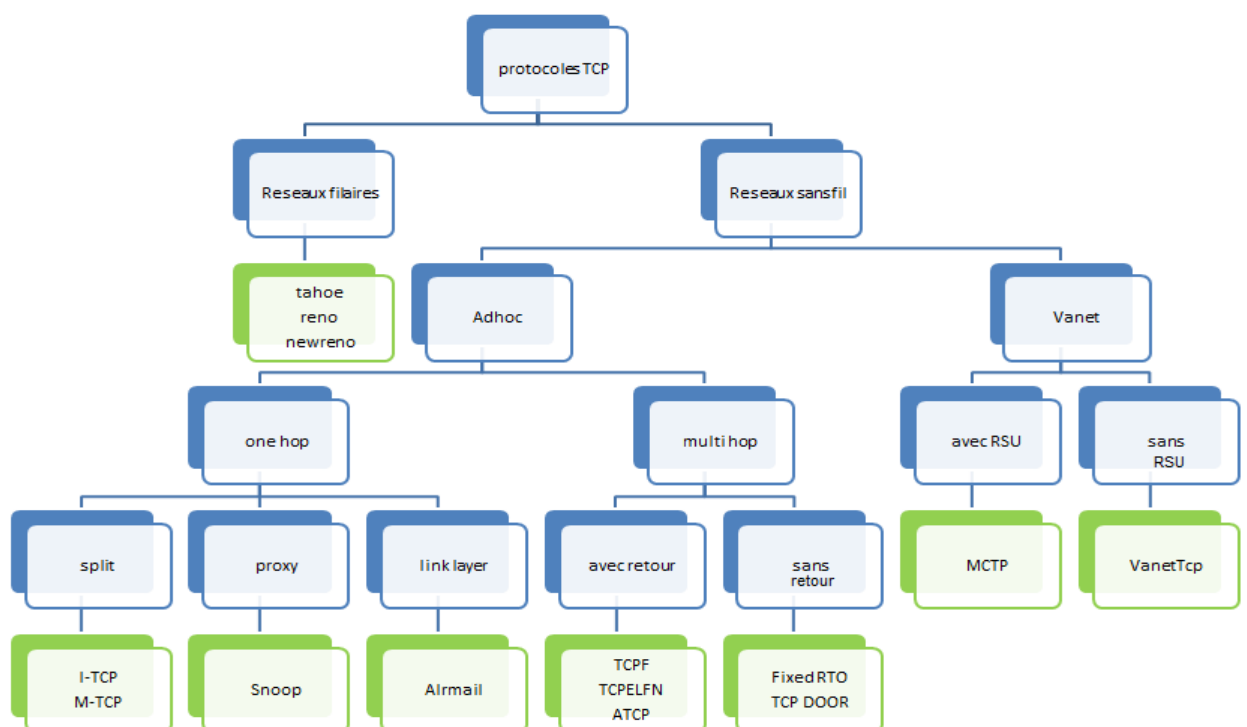 protocoles TCP
Reseaux filaires
Reseaux sansfil
tahoe
reno
newreno
Adhoc
Vanet
one hop
multi hop
avec RSU
sans
RSU
split
proxy
link layer
avec retour
sans
retour
MCTP
VanetTcp
I-TCP
M-TCP
Snoop
AIrmail
TCPF
TCPELFN
ATCP
Fixed RTO
TCP DOOR